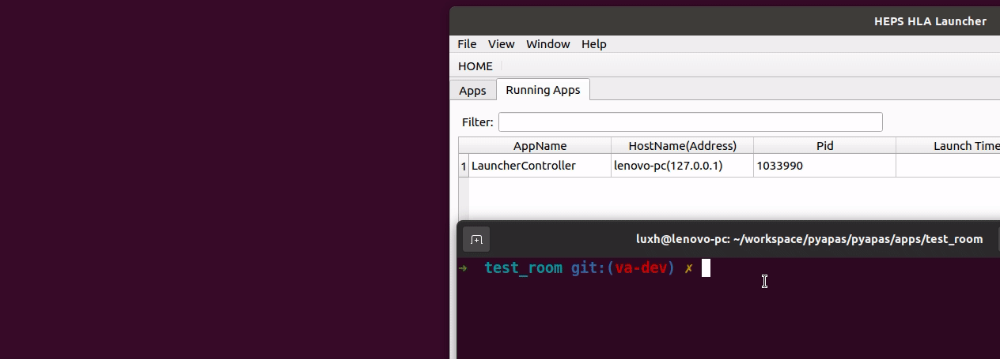 HEPS HLA Launcher
File View Window Help
HOME
Apps Running Apps
Filter:
AppName HostName(Address) Pid Launch Time
1 LauncherController lenovo-pc(127.0.0.1) 1033990
luxh@lenovo-pc: ~/workspace/pyapas/pyapas/apps/test_room
➜ test_room git:(va-dev) ✗